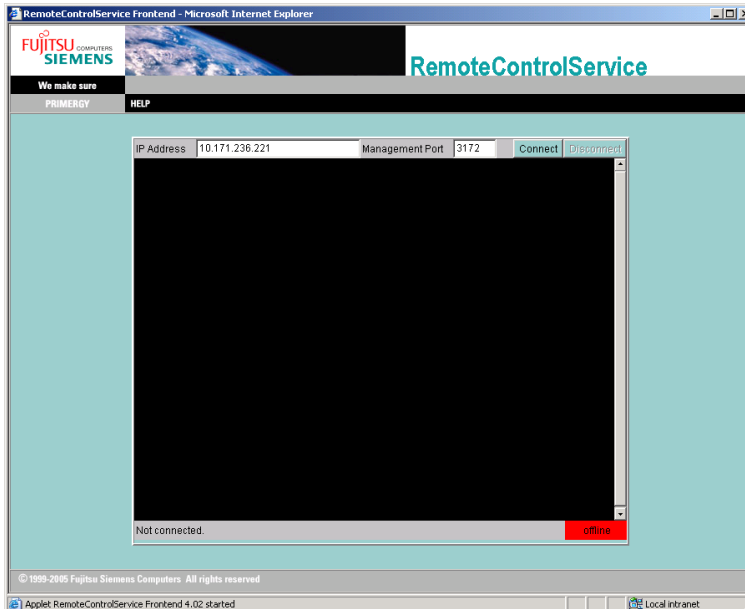 RemoteControlService Frontend - Microsoft Internet Explorer
FUJITSU COMPUTERS
SIEMENS
RemoteControlService
We make sure
PRIMERGY HELP
IP Address 10.171.236.221 Management Port 3172 Connect Disconnect
Not connected. offline
© 1999-2005 Fujitsu Siemens Computers All rights reserved
Applet RemoteControlService Frontend 4.02 started Local intranet